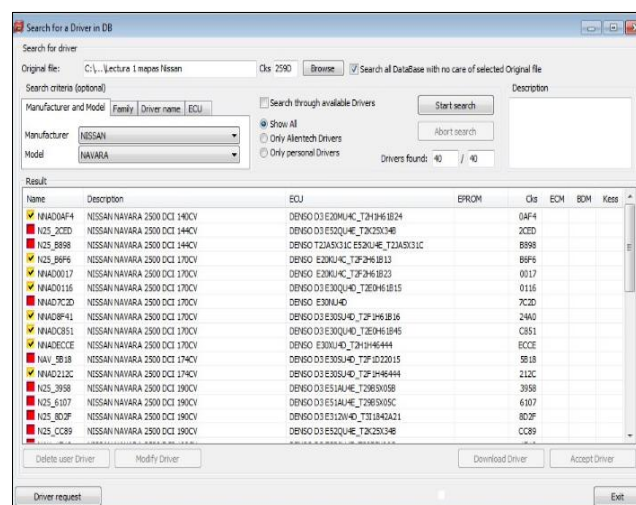 Search for a Driver in DB
Search for driver
Original file: C:\...\Lectura 1 mapas Nissan Cks 259D Browse Search all DataBase with no care of selected Original file
Search criteria (optional) Description
Manufacturer and Model Family Driver name ECU
Search through available Drivers Start search
Manufacturer NISSAN
Show All
Only Alientech Drivers Abort search
Model NAVARA
Only personal Drivers Drivers found: 40 / 40
Result
Name Description ECU EPROM Cks ECM BDM Kess
NNAD0AF4 NISSAN NAVARA 2500 DCI 140CV DENSO D3 E20MU4C_T2H1H61B24 0AF4
N25_2CED NISSAN NAVARA 2500 DCI 144CV DENSO D3 E52QU4E_T2K25X34B 2CED
N25_B898 NISSAN NAVARA 2500 DCI 144CV DENSO T2JA5X31C E52KU4E_T2JA5X31C B898
N25_B6F6 NISSAN NAVARA 2500 DCI 170CV DENSO E20KU4C_T2F2H61B13 B6F6
NNAD0017 NISSAN NAVARA 2500 DCI 170CV DENSO E20KU4C_T2F2H61B23 0017
NNAD0116 NISSAN NAVARA 2500 DCI 170CV DENSO D3 E30QU4D_T2E0H61B15 0116
NNAD7C2D NISSAN NAVARA 2500 DCI 170CV DENSO E30NU4D 7C2D
NNAD8F41 NISSAN NAVARA 2500 DCI 170CV DENSO D3 E30SU4D_T2F1H61B16 24A0
NNADC851 NISSAN NAVARA 2500 DCI 170CV DENSO D3 E30QU4D_T2E0H61B45 C851
NNADECCE NISSAN NAVARA 2500 DCI 170CV DENSO E30XU4D_T2H1H46444 ECCE
NAV_5B18 NISSAN NAVARA 2500 DCI 174CV DENSO D3 E30SU4D_T2F1D22015 5B18
NNAD212C NISSAN NAVARA 2500 DCI 174CV DENSO D3 E30SU4D_T2F1H46444 212C
N25_3958 NISSAN NAVARA 2500 DCI 190CV DENSO D3 E51AU4E_T29B5X05B 3958
N25_6107 NISSAN NAVARA 2500 DCI 190CV DENSO D3 E51AU4E_T29B5X05C 6107
N25_8D2F NISSAN NAVARA 2500 DCI 190CV DENSO D3 E312W4D_T3I1842A21 8D2F
N25_CC89 NISSAN NAVARA 2500 DCI 190CV DENSO D3 E52QU4E_T2K25X34B CC89
Delete user Driver Modify Driver Download Driver Accept Driver
Driver request Exit